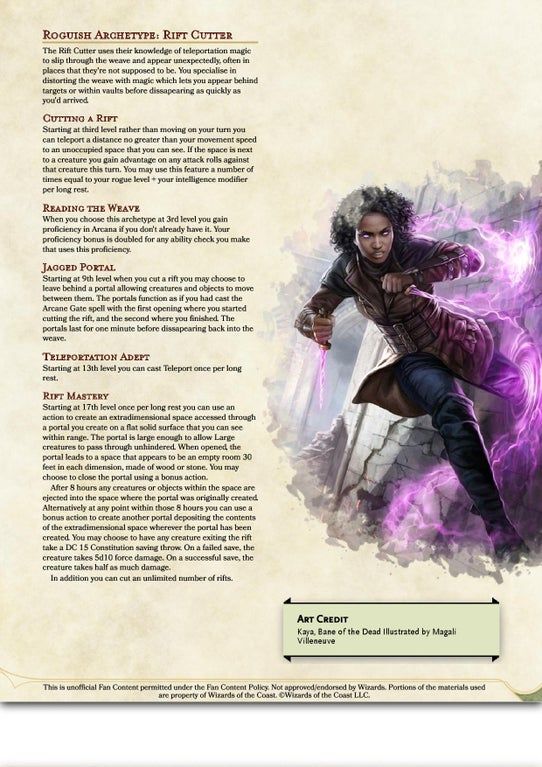 Roguish Archetype: Rift Cutter
The Rift Cutter uses their knowledge of teleportation magic
to slip through the weave and appear unexpectedly, often in
places that they're not supposed to be. You specialise in
distorting the weave with magic which lets you appear behind
targets or within vaults before dissapearing as quickly as
you'd arrived.
Cutting a Rift
Starting at third level rather than moving on your turn you
can teleport a distance no greater than your movement speed
to an unoccupied space that you can see. If the space is next
to a creature you gain advantage on any attack rolls against
that creature this turn. You may use this feature a number of
times equal to your rogue level + your intelligence modifier
per long rest.
Reading the Weave
When you choose this archetype at 3rd level you gain
proficiency in Arcana if you don't already have it. Your
proficiency bonus is doubled for any ability check you make
that uses this proficiency.
Jagged Portal
Starting at 9th level when you cut a rift you may choose to
leave behind a portal allowing creatures and objects to move
between them. The portals function as if you had cast the
Arcane Gate spell with the first opening where you started
cutting the rift, and the second where you finished. The
portals last for one minute before dissapearing back into the
weave.
Teleportation Adept
Starting at 13th level you can cast Teleport once per long
rest.
Rift Mastery
Starting at 17th level once per long rest you can use an
action to create an extradimensional space accessed through
a portal you create on a flat solid surface that you can see
within range. The portal is large enough to allow Large
creatures to pass through unhindered. When opened, the
portal leads to a space that appears to be an empty room 30
feet in each dimension, made of wood or stone. You may
choose to close the portal using a bonus action.
After 8 hours any creatures or objects within the space are
ejected into the space where the portal was originally created.
Alternatively at any point within those 8 hours you can use a
bonus action to create another portal depositing the contents
of the extradimensional space wherever the portal has been
created. You may choose to have any creature exiting the rift
take a DC 15 Constitution saving throw. On a failed save, the
creature takes 5d10 force damage. On a successful save, the
creature takes half as much damage.
In addition you can cut an unlimited number of rifts.
Art Credit
Kaya, Bane of the Dead Illustrated by Magali
Villeneuve
This is unofficial Fan Content permitted under the Fan Content Policy. Not approved/endorsed by Wizards. Portions of the materials used
are property of Wizards of the Coast. ©Wizards of the Coast LLC.